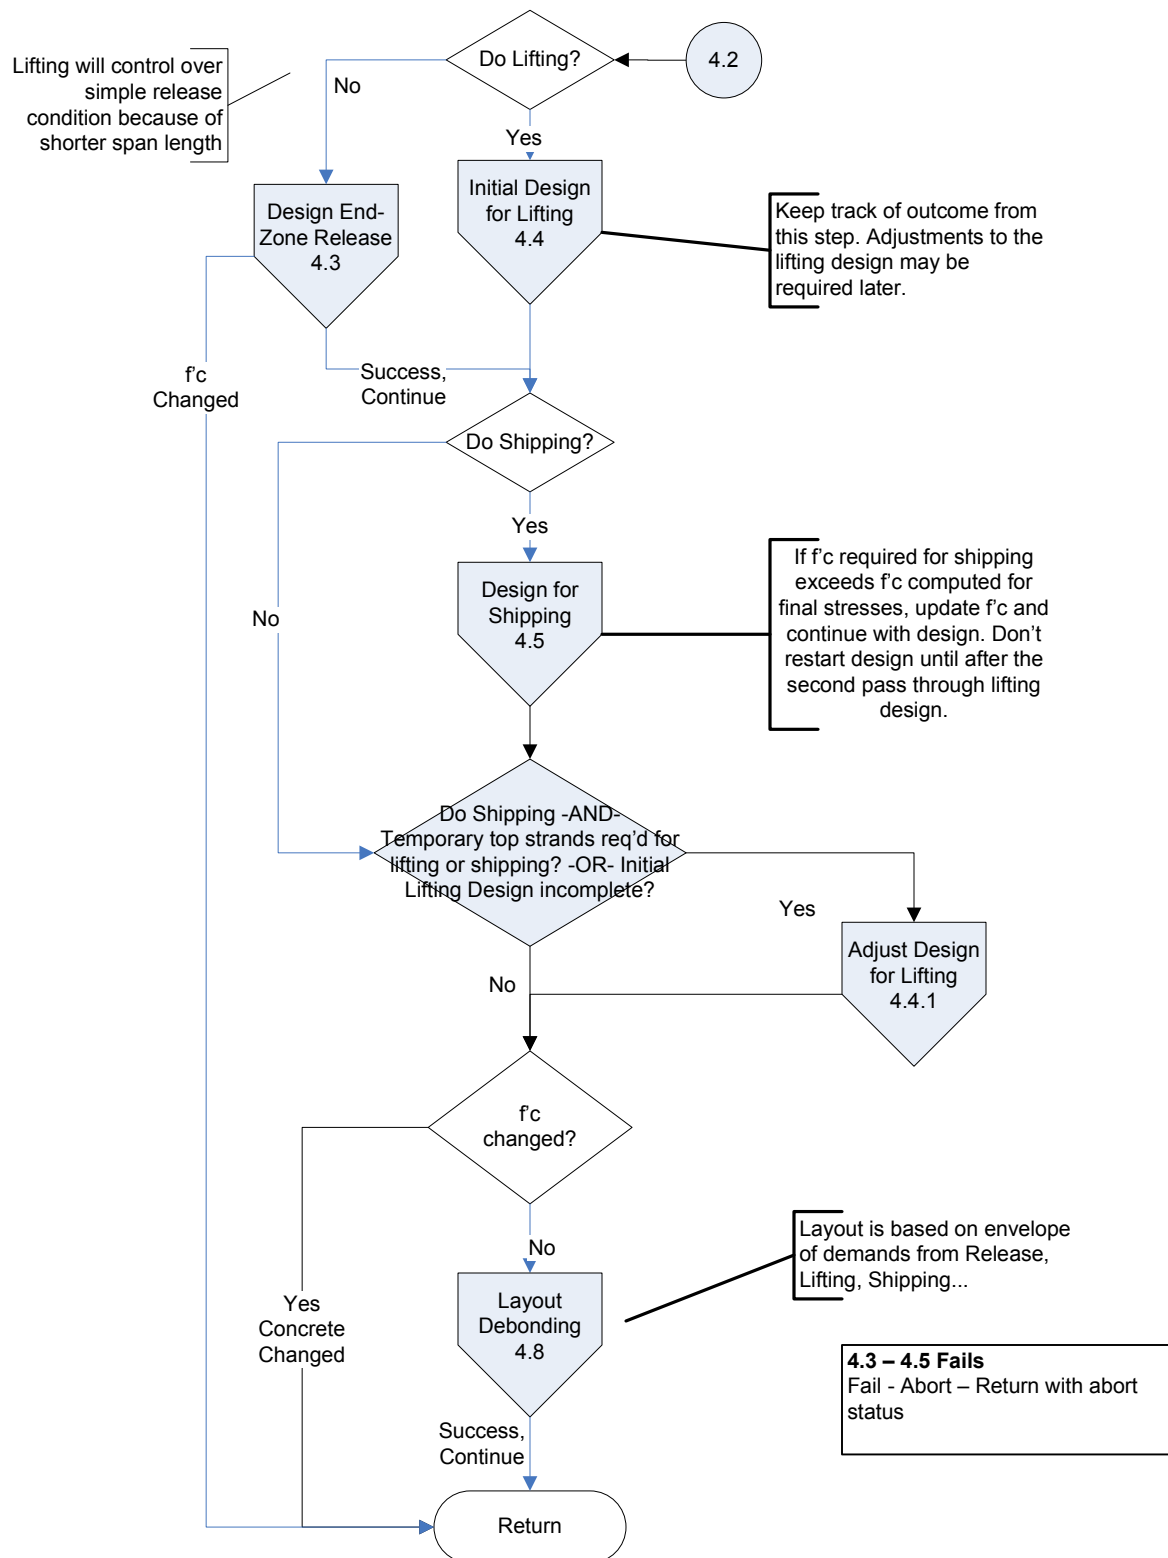 Do Lifting?
4.2
Lifting will control over
simple release
condition because of
shorter span length
No
Yes
Design End-
Zone Release
4.3
Initial Design
for Lifting
4.4
Keep track of outcome from
this step. Adjustments to the
lifting design may be
required later.
f'c
Changed
Success,
Continue
Do Shipping?
Yes
No
Design for
Shipping
4.5
If f'c required for shipping
exceeds f'c computed for
final stresses, update f'c and
continue with design. Don't
restart design until after the
second pass through lifting
design.
Do Shipping -AND-
Temporary top strands req'd for
lifting or shipping? -OR- Initial
Lifting Design incomplete?
Yes
No
Adjust Design
for Lifting
4.4.1
f'c
changed?
No
Yes
Concrete
Changed
Layout
Debonding
4.8
Layout is based on envelope
of demands from Release,
Lifting, Shipping...
4.3 – 4.5 Fails
Fail - Abort – Return with abort
status
Success,
Continue
Return